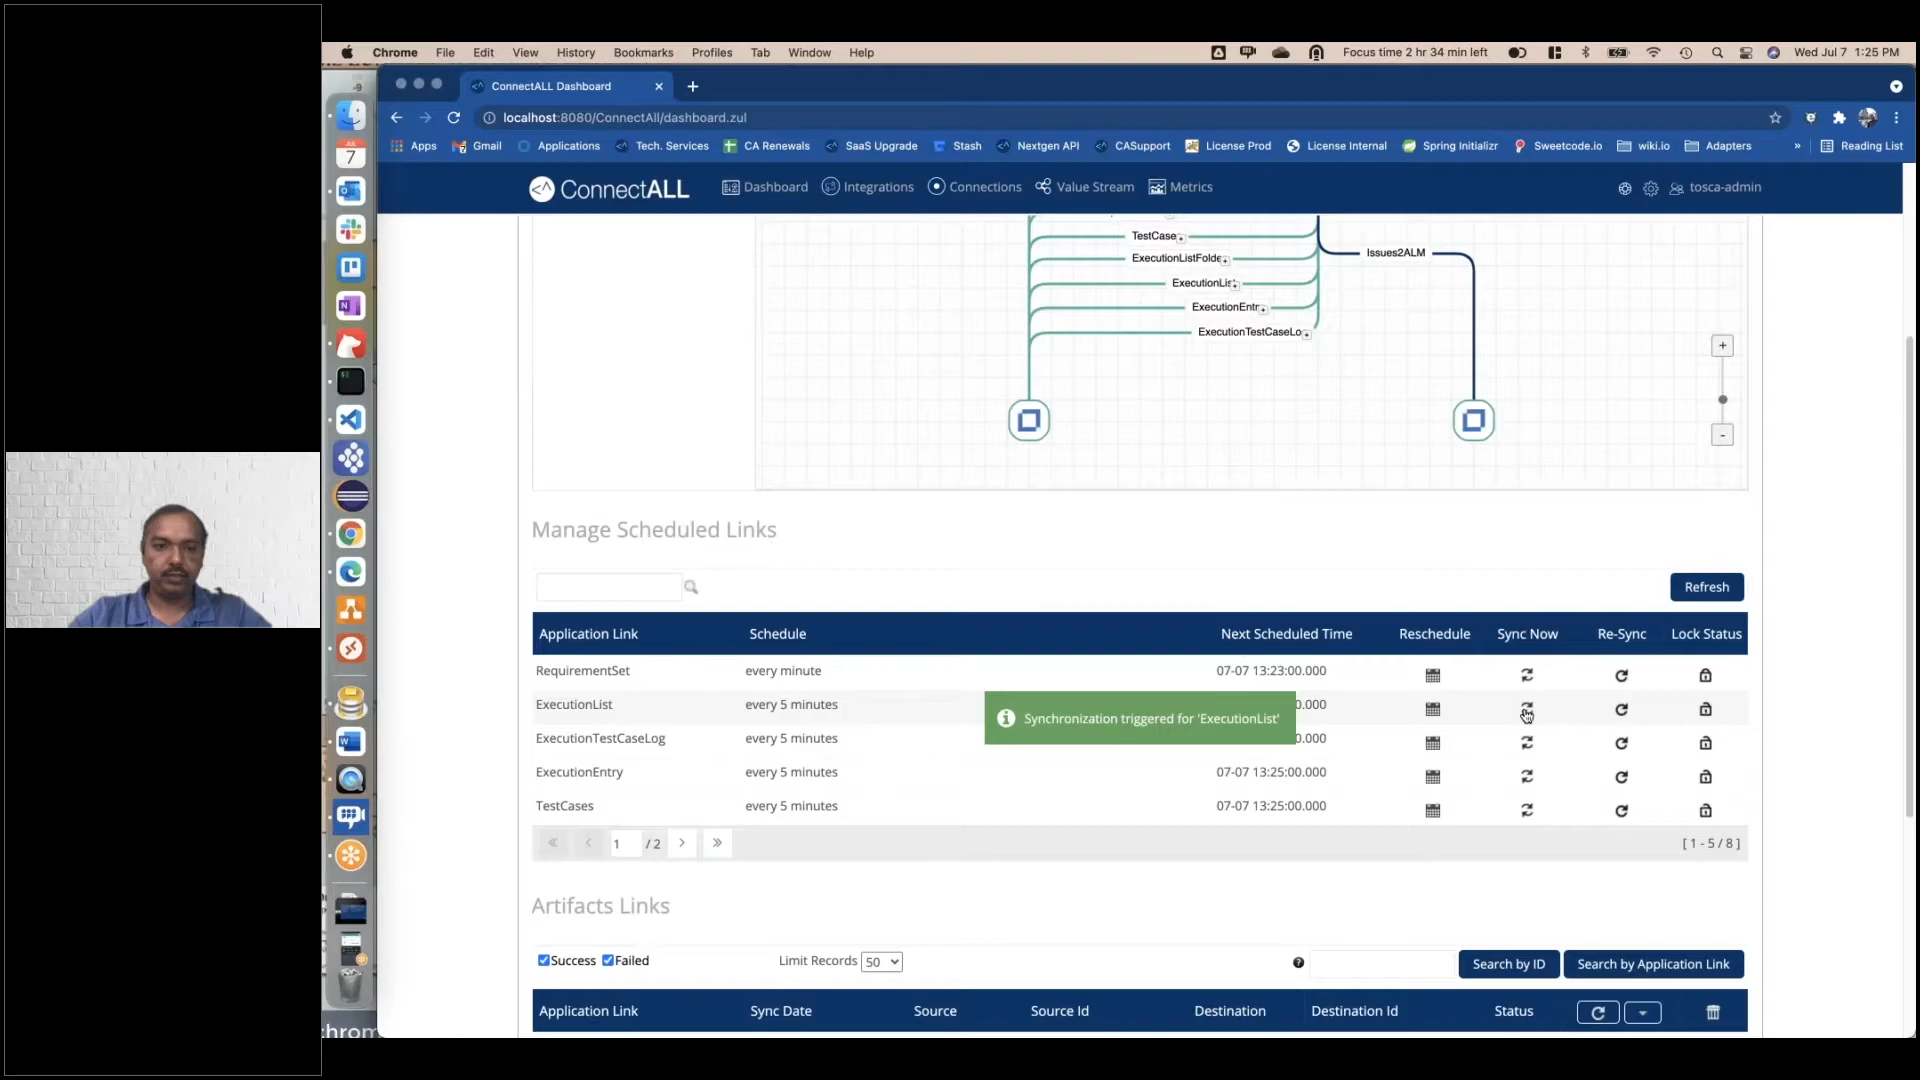 Chrome File Edit View History Bookmarks Profiles Tab Window Help Focus time 2 hr 34 min left Wed Jul 7 1:25 PM
-9
ConnectALL Dashboard
localhost:8080/ConnectAll/dashboard.zul
JUL
7
Apps Gmail Applications Tech. Services CA Renewals SaaS Upgrade Stash Nextgen API CASupport License Prod License Internal Spring Initializr Sweetcode.io wiki.io Adapters » Reading List
ConnectALL Dashboard Integrations Connections Value Stream Metrics tosca-admin
TestCase
Issues2ALM
ExecutionListFolde
ExecutionLis
ExecutionEntr
ExecutionTestCaseLo
+
-
Manage Scheduled Links
Refresh
Application Link Schedule Next Scheduled Time Reschedule Sync Now Re-Sync Lock Status
RequirementSet every minute 07-07 13:23:00.000
ExecutionList every 5 minutes 0.000
Synchronization triggered for 'ExecutionList'
ExecutionTestCaseLog every 5 minutes 0.000
ExecutionEntry every 5 minutes 07-07 13:25:00.000
TestCases every 5 minutes 07-07 13:25:00.000
« ‹ 1 / 2 › » [ 1 - 5 / 8 ]
Artifacts Links
Success Failed Limit Records 50 Search by ID Search by Application Link
Application Link Sync Date Source Source Id Destination Destination Id Status
chrom